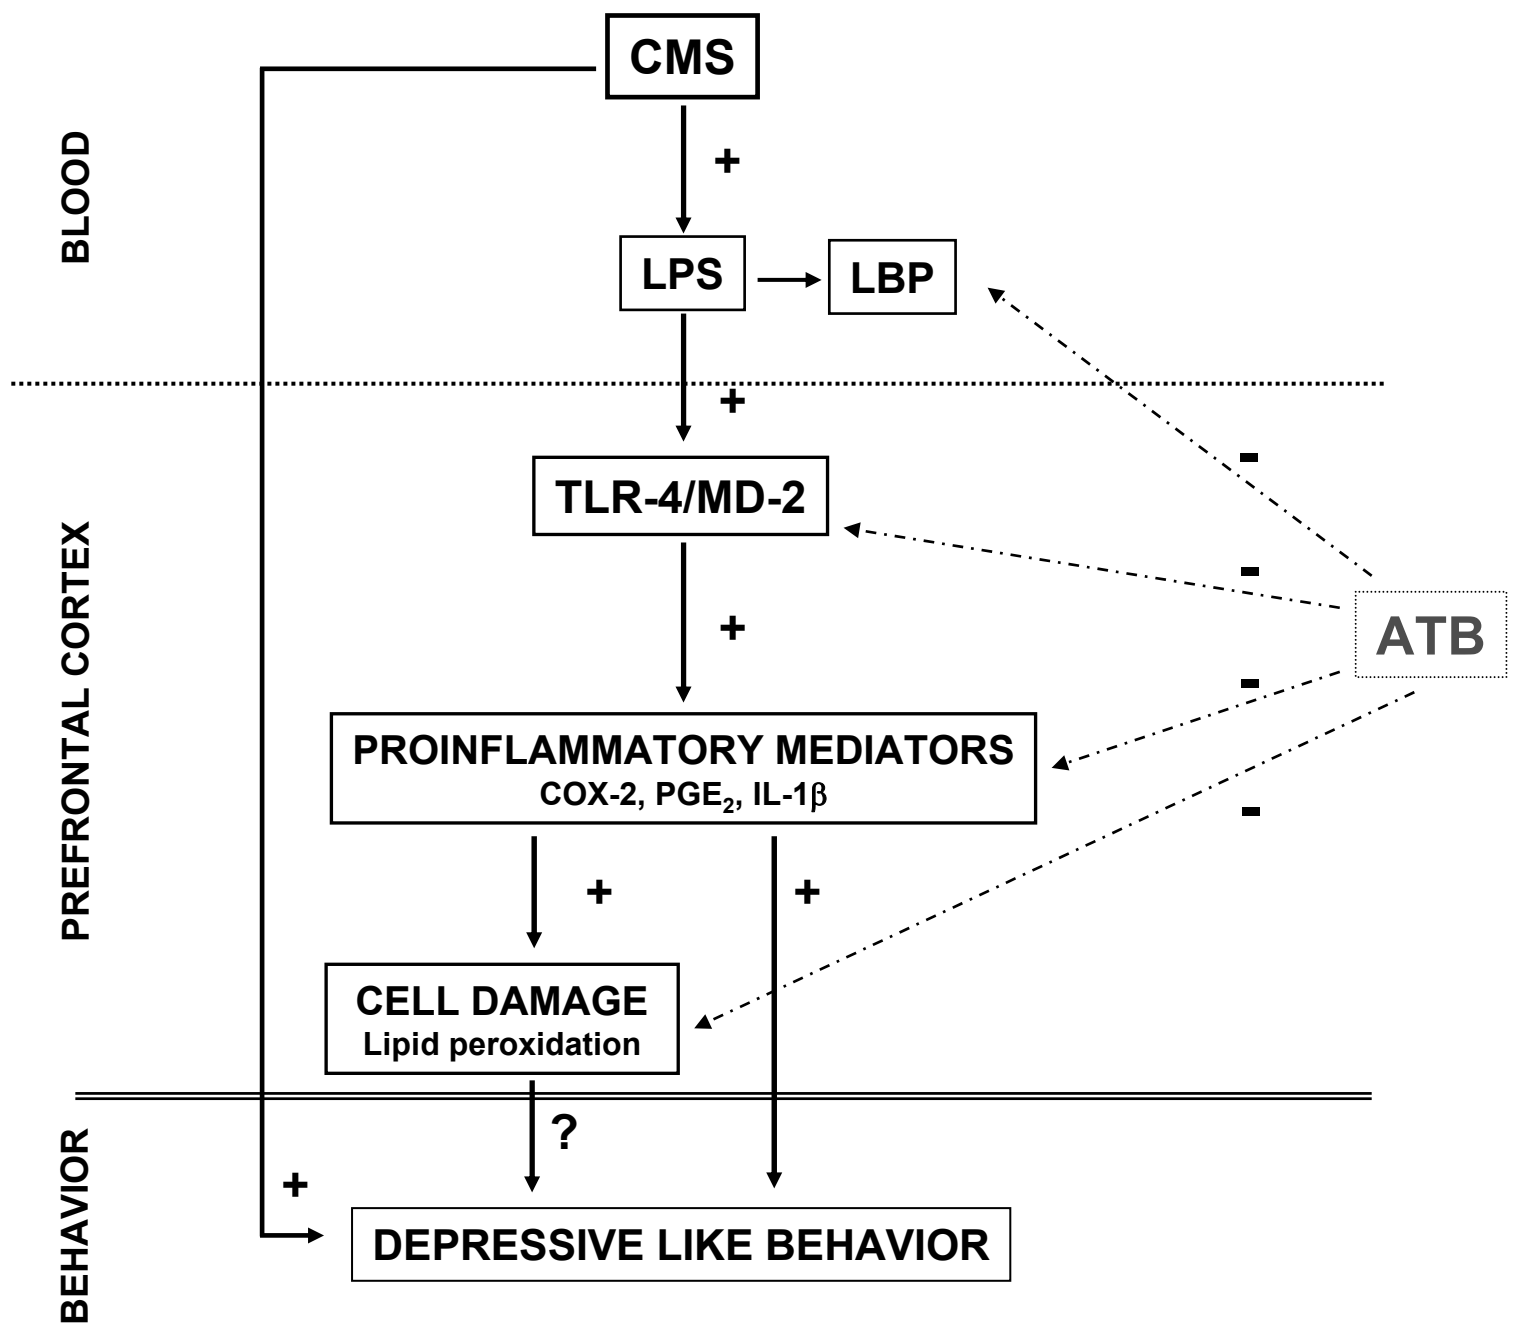 CMS
BLOOD
+
LPS
LBP
+
-
TLR-4/MD-2
-
PREFRONTAL CORTEX
+
ATB
-
PROINFLAMMATORY MEDIATORS
COX-2, PGE₂, IL-1β
-
+
+
CELL DAMAGE
Lipid peroxidation
?
BEHAVIOR
+
DEPRESSIVE LIKE BEHAVIOR